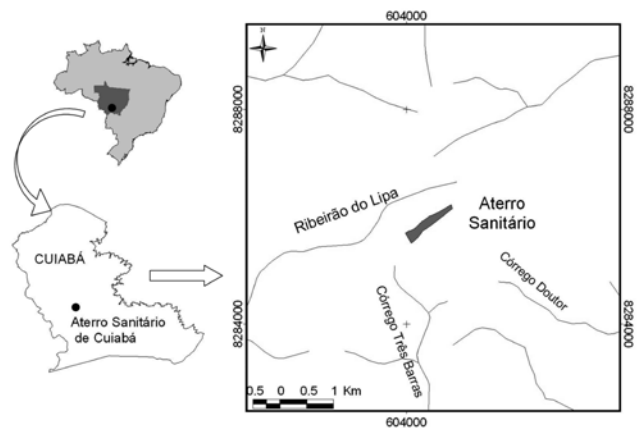 604000
8288000
8288000
Ribeirão do Lipa
Aterro
Sanitário
CUIABÁ
Córrego Doutor
Aterro Sanitário
de Cuiabá
Córrego Três Barras
8284000
8284000
0.5 0 0.5 1 Km
604000